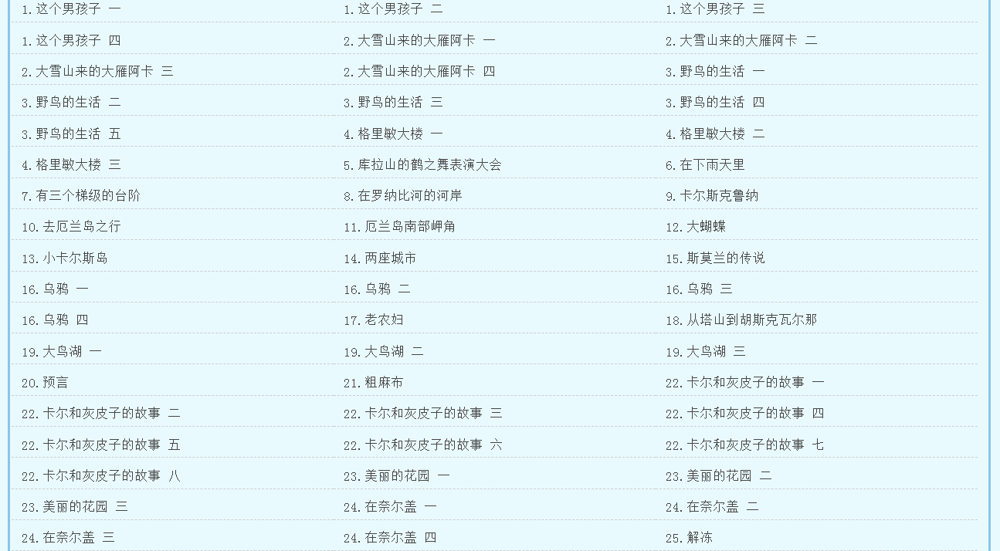 1.这个男孩子 一
1.这个男孩子 二
1.这个男孩子 三
1.这个男孩子 四
2.大雪山来的大雁阿卡 一
2.大雪山来的大雁阿卡 二
2.大雪山来的大雁阿卡 三
2.大雪山来的大雁阿卡 四
3.野鸟的生活 一
3.野鸟的生活 二
3.野鸟的生活 三
3.野鸟的生活 四
3.野鸟的生活 五
4.格里敏大楼 一
4.格里敏大楼 二
4.格里敏大楼 三
5.库拉山的鹤之舞表演大会
6.在下雨天里
7.有三个梯级的台阶
8.在罗纳比河的河岸
9.卡尔斯克鲁纳
10.去厄兰岛之行
11.厄兰岛南部岬角
12.大蝴蝶
13.小卡尔斯岛
14.两座城市
15.斯莫兰的传说
16.乌鸦 一
16.乌鸦 二
16.乌鸦 三
16.乌鸦 四
17.老农妇
18.从塔山到胡斯克瓦尔那
19.大鸟湖 一
19.大鸟湖 二
19.大鸟湖 三
20.预言
21.粗麻布
22.卡尔和灰皮子的故事 一
22.卡尔和灰皮子的故事 二
22.卡尔和灰皮子的故事 三
22.卡尔和灰皮子的故事 四
22.卡尔和灰皮子的故事 五
22.卡尔和灰皮子的故事 六
22.卡尔和灰皮子的故事 七
22.卡尔和灰皮子的故事 八
23.美丽的花园 一
23.美丽的花园 二
23.美丽的花园 三
24.在奈尔盖 一
24.在奈尔盖 二
24.在奈尔盖 三
24.在奈尔盖 四
25.解冻